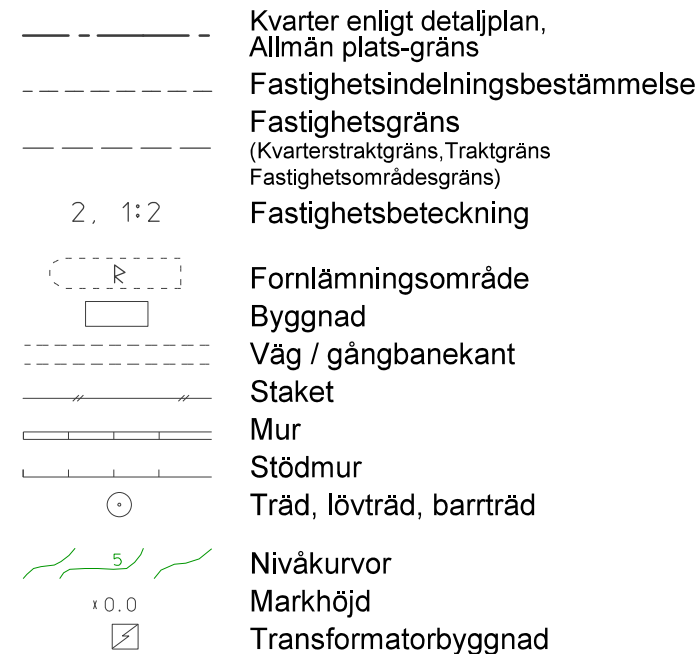 Kvarter enligt detaljplan,
Allmän plats-gräns
Fastighetsindelningsbestämmelse
Fastighetsgräns
(Kvarterstraktgräns,Traktgräns
Fastighetsområdesgräns)
2, 1:2 Fastighetsbeteckning
R Fornlämningsområde
Byggnad
Väg / gångbanekant
Staket
Mur
Stödmur
Träd, lövträd, barrträd
5 Nivåkurvor
x 0.0 Markhöjd
Transformatorbyggnad